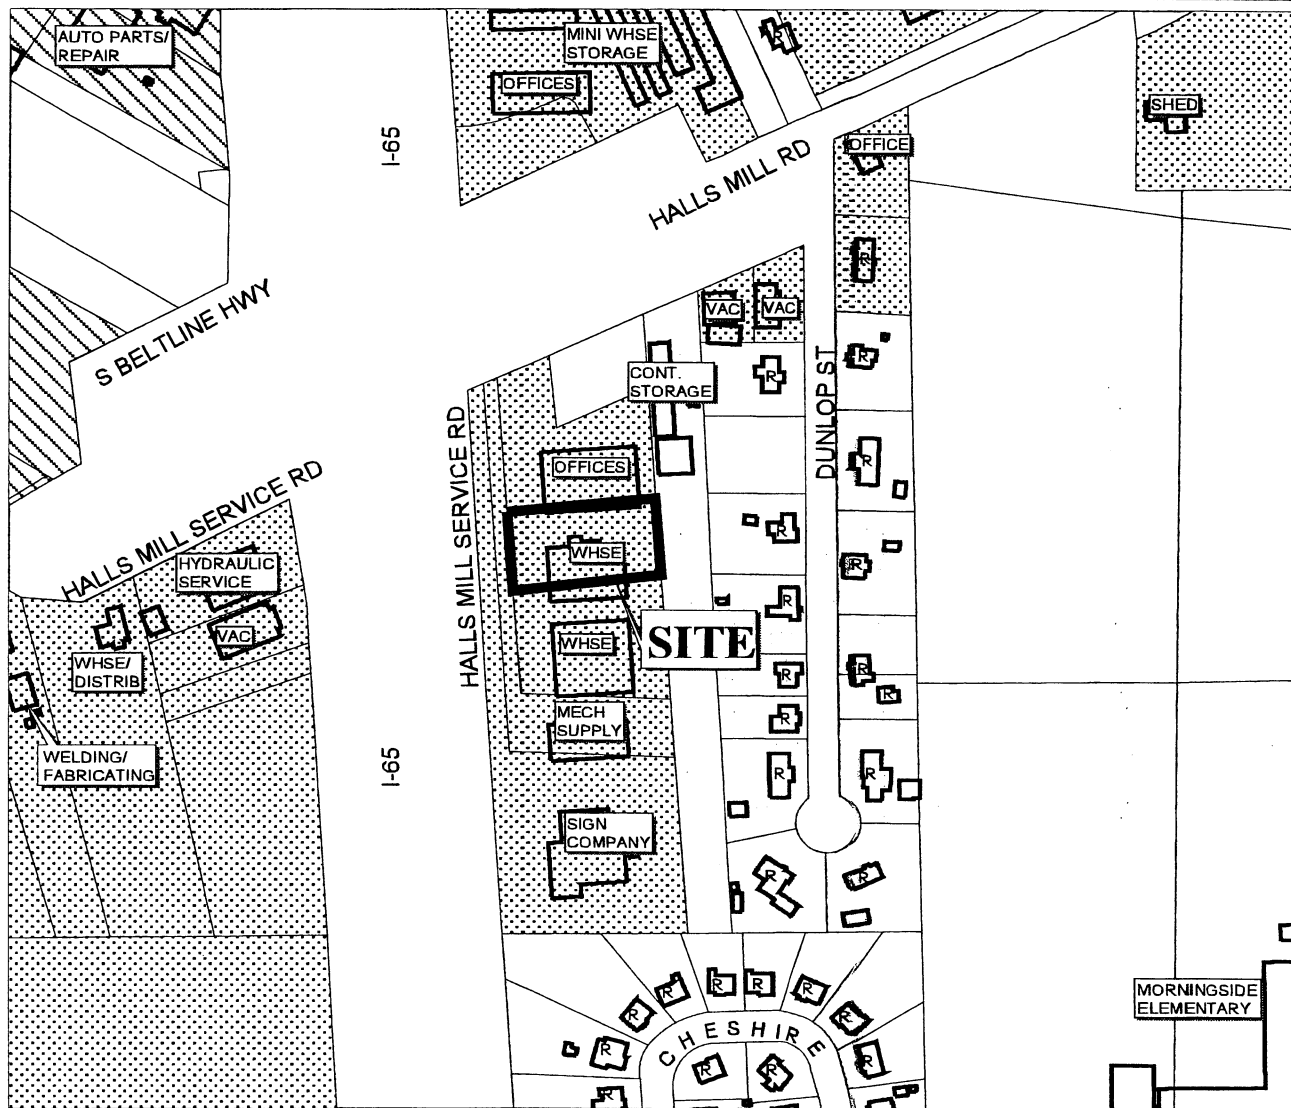 AUTO PARTS/
REPAIR
MINI WHSE
STORAGE
R
OFFICES
I-65
SHED
OFFICE
HALLS MILL RD
R
S BELTLINE HWY
VAC
VAC
R
CONT.
STORAGE
R
DUNLOP ST
HALLS MILL SERVICE RD
OFFICES
R
HALLS MILL SERVICE RD
WHSE
R
R
HYDRAULIC
SERVICE
R
VAC
WHSE
SITE
WHSE/
DISTRIB
R
R
R
MECH
SUPPLY
R
WELDING/
FABRICATING
I-65
R
R
SIGN
COMPANY
R
R
R
R
R
R
R
R
MORNINGSIDE
ELEMENTARY
CHESHIRE
R
R
R
R
R
R